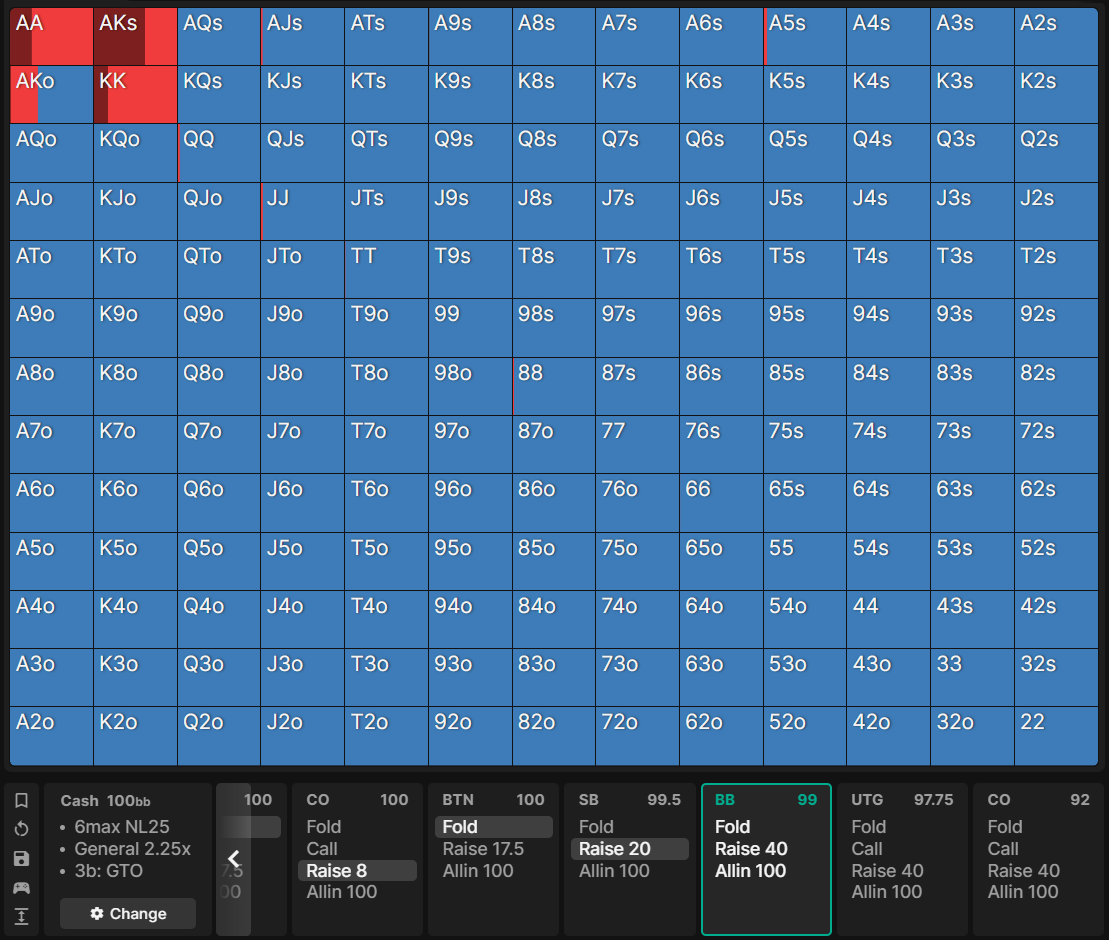 AA AKs AQs AJs ATs A9s A8s A7s A6s A5s A4s A3s A2s
AKo KK KQs KJs KTs K9s K8s K7s K6s K5s K4s K3s K2s
AQo KQo QQ QJs QTs Q9s Q8s Q7s Q6s Q5s Q4s Q3s Q2s
AJo KJo QJo JJ JTs J9s J8s J7s J6s J5s J4s J3s J2s
ATo KTo QTo JTo TT T9s T8s T7s T6s T5s T4s T3s T2s
A9o K9o Q9o J9o T9o 99 98s 97s 96s 95s 94s 93s 92s
A8o K8o Q8o J8o T8o 98o 88 87s 86s 85s 84s 83s 82s
A7o K7o Q7o J7o T7o 97o 87o 77 76s 75s 74s 73s 72s
A6o K6o Q6o J6o T6o 96o 86o 76o 66 65s 64s 63s 62s
A5o K5o Q5o J5o T5o 95o 85o 75o 65o 55 54s 53s 52s
A4o K4o Q4o J4o T4o 94o 84o 74o 64o 54o 44 43s 42s
A3o K3o Q3o J3o T3o 93o 83o 73o 63o 53o 43o 33 32s
A2o K2o Q2o J2o T2o 92o 82o 72o 62o 52o 42o 32o 22
Cash 100bb
• 6max NL25
• General 2.25x
• 3b: GTO
Change
100
7.5
00
CO 100
Fold
Call
Raise 8
Allin 100
BTN 100
Fold
Raise 17.5
Allin 100
SB 99.5
Fold
Raise 20
Allin 100
BB 99
Fold
Raise 40
Allin 100
UTG 97.75
Fold
Call
Raise 40
Allin 100
CO 92
Fold
Call
Raise 40
Allin 100